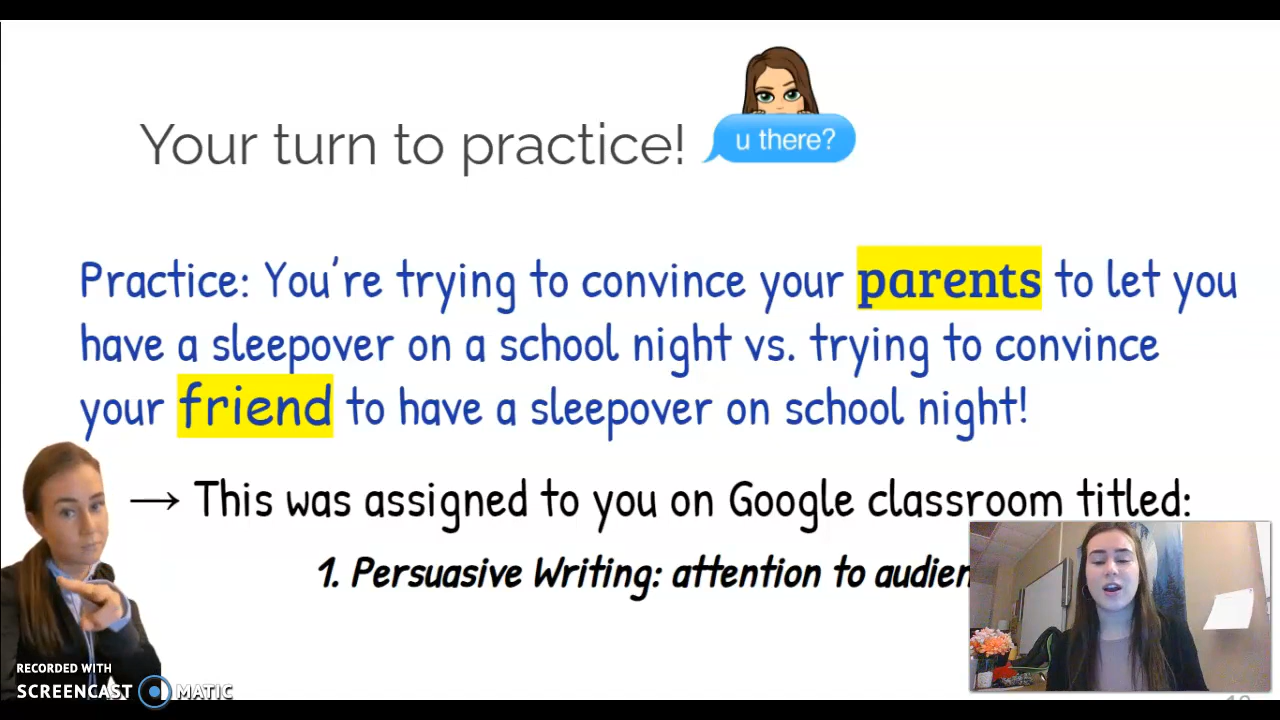 Your turn to practice!
u there?
Practice: You're trying to convince your parents to let you
have a sleepover on a school night vs. trying to convince
your friend to have a sleepover on school night!
→ This was assigned to you on Google classroom titled:
1. Persuasive Writing: attention to audien
RECORDED WITH
SCREENCAST MATIC